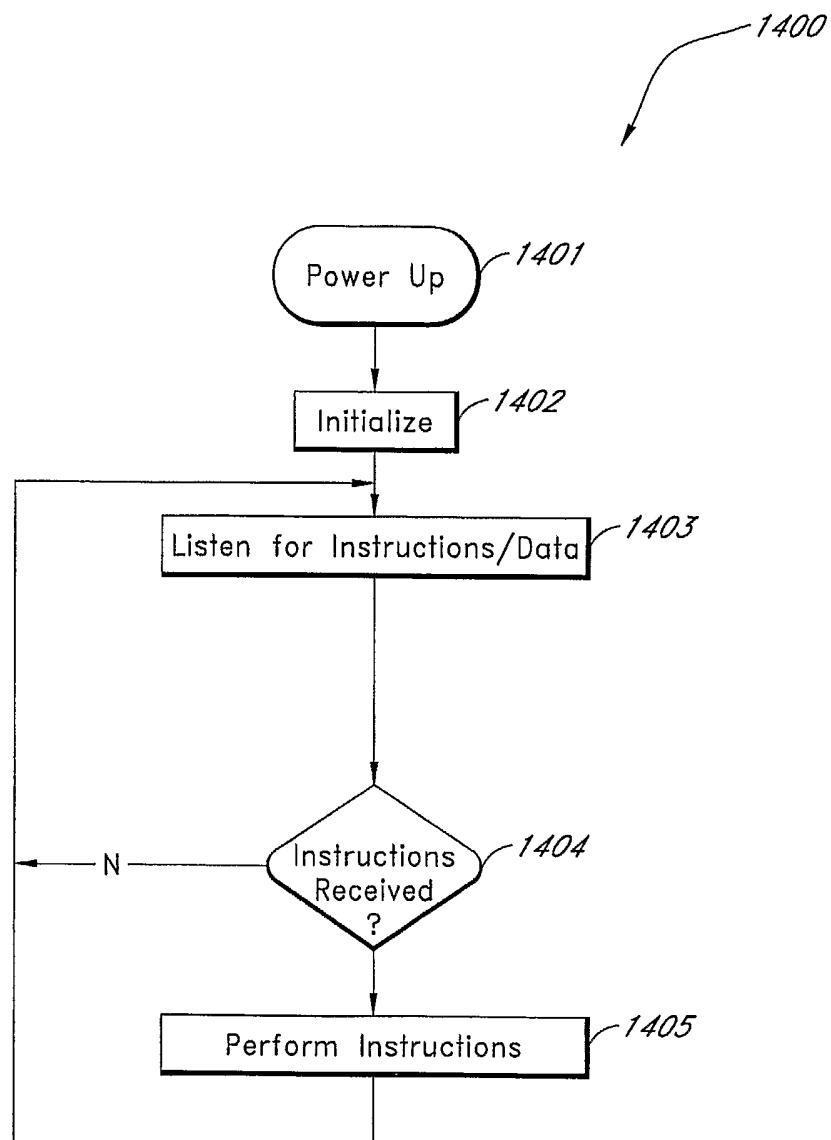 1400
Power Up
1401
Initialize
1402
Listen for Instructions/Data
1403
Instructions
Received
?
1404
N
Perform Instructions
1405